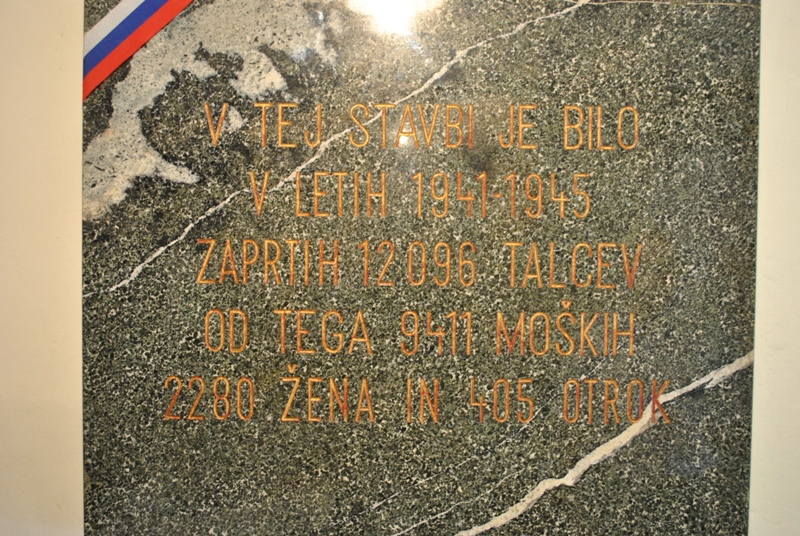 V TEJ STAVBI JE BILO
V LETIH 1941-1945
ZAPRTIH 12096 TALCEV
OD TEGA 9411 MOŠKIH
2280 ŽENA IN 405 OTROK